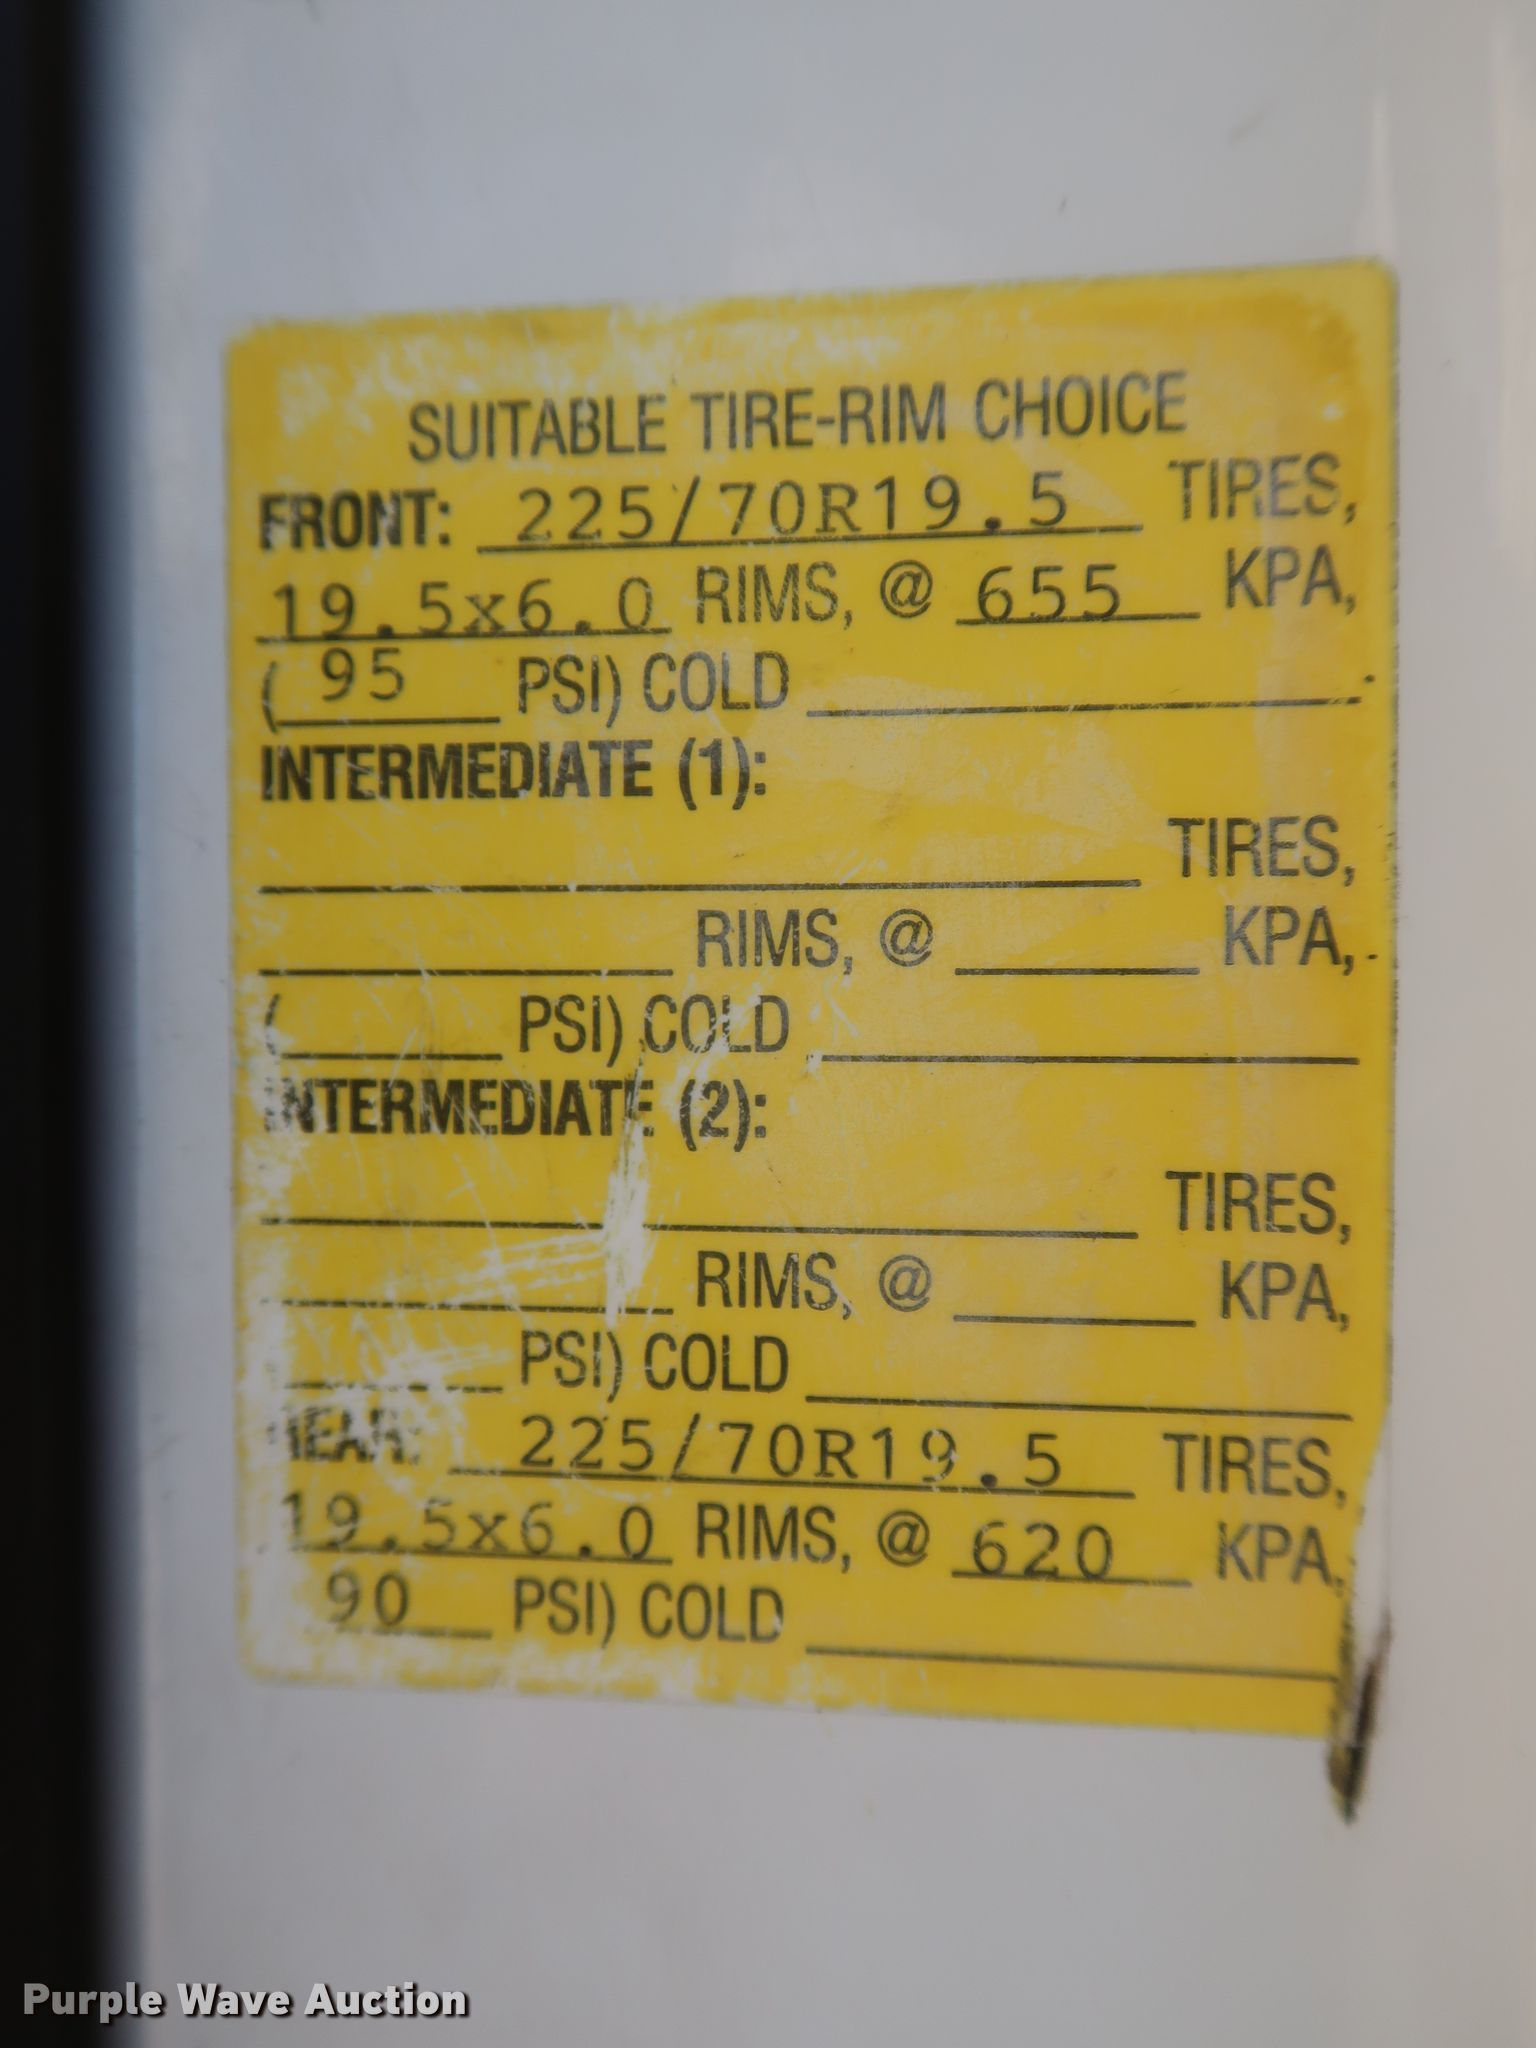 SUITABLE TIRE-RIM CHOICE
FRONT: 225/70R19.5 TIRES,
19.5x6.0 RIMS, @ 655 KPA,
( 95 PSI) COLD
INTERMEDIATE (1):
TIRES,
RIMS, @ KPA,
( PSI) COLD
INTERMEDIATE (2):
TIRES,
RIMS, @ KPA,
PSI) COLD
REAR: 225/70R19.5 TIRES,
19.5x6.0 RIMS, @ 620 KPA,
90 PSI) COLD
Purple Wave Auction